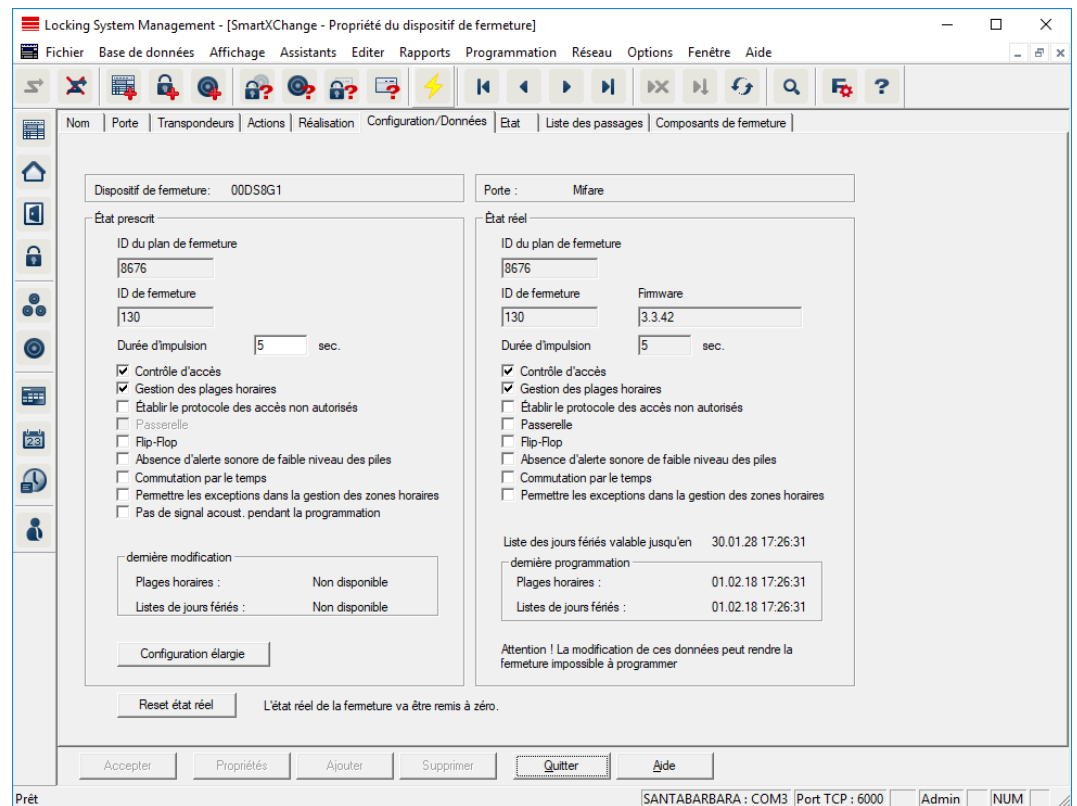 Locking System Management - [SmartXChange - Propriété du dispositif de fermeture]
Fichier Base de données Affichage Assistants Editer Rapports Programmation Réseau Options Fenêtre Aide
Nom Porte Transpondeurs Actions Réalisation Configuration/Données Etat Liste des passages Composants de fermeture
Dispositif de fermeture: 00DS8G1
Porte : Mifare
État prescrit
ID du plan de fermeture
8676
ID de fermeture
130
Durée d'impulsion 5 sec.
Contrôle d'accès
Gestion des plages horaires
Établir le protocole des accès non autorisés
Passerelle
Flip-Flop
Absence d'alerte sonore de faible niveau des piles
Commutation par le temps
Permettre les exceptions dans la gestion des zones horaires
Pas de signal acoust. pendant la programmation
dernière modification
Plages horaires : Non disponible
Listes de jours fériés : Non disponible
Configuration élargie
État réel
ID du plan de fermeture
8676
ID de fermeture Firmware
130 3.3.42
Durée d'impulsion 5 sec.
Contrôle d'accès
Gestion des plages horaires
Établir le protocole des accès non autorisés
Passerelle
Flip-Flop
Absence d'alerte sonore de faible niveau des piles
Commutation par le temps
Permettre les exceptions dans la gestion des zones horaires
Liste des jours fériés valable jusqu'en 30.01.28 17:26:31
dernière programmation
Plages horaires : 01.02.18 17:26:31
Listes de jours fériés : 01.02.18 17:26:31
Attention ! La modification de ces données peut rendre la
fermeture impossible à programmer
Reset état réel L'état réel de la fermeture va être remis à zéro.
Accepter Propriétés Ajouter Supprimer Quitter Aide
Prêt SANTABARBARA : COM3 Port TCP : 6000 Admin NUM